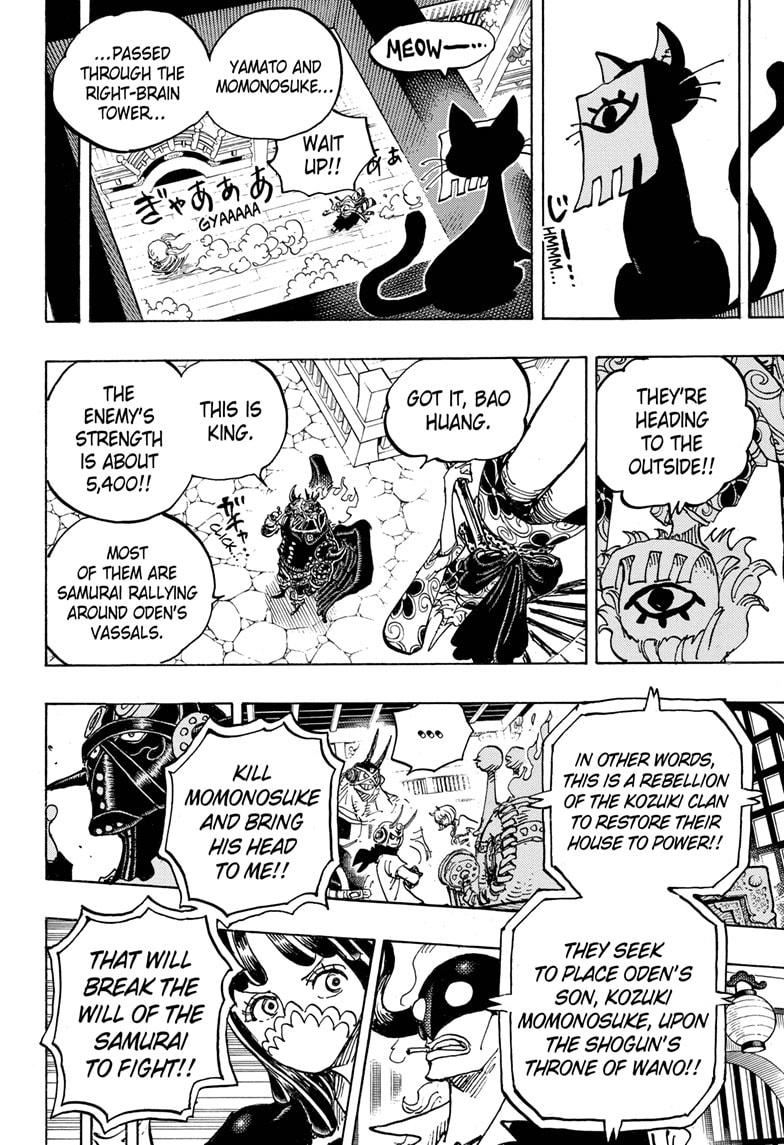 じー…
HMMM...
MEOW—...
YAMATO AND
MOMONOSUKE...
...PASSED
THROUGH THE
RIGHT-BRAIN
TOWER...
WAIT
UP!!
ああ
ぎゃあああ
GYAAAAA
THEY'RE
HEADING
TO THE
OUTSIDE!!
GOT IT, BAO
HUANG.
THIS IS
KING.
ガチャ
THE
ENEMY'S
STRENGTH
IS ABOUT
5,400!!
MOST
OF THEM ARE
SAMURAI RALLYING
AROUND ODEN'S
VASSALS.
IN OTHER WORDS,
THIS IS A REBELLION
OF THE KOZUKI CLAN
TO RESTORE THEIR
HOUSE TO POWER!!
...
KILL
MOMONOSUKE
AND BRING
HIS HEAD
TO ME!!
THEY SEEK
TO PLACE ODEN'S
SON, KOZUKI
MOMONOSUKE, UPON
THE SHOGUN'S
THRONE OF WANO!!
THAT WILL
BREAK THE
WILL OF THE
SAMURAI
TO FIGHT!!